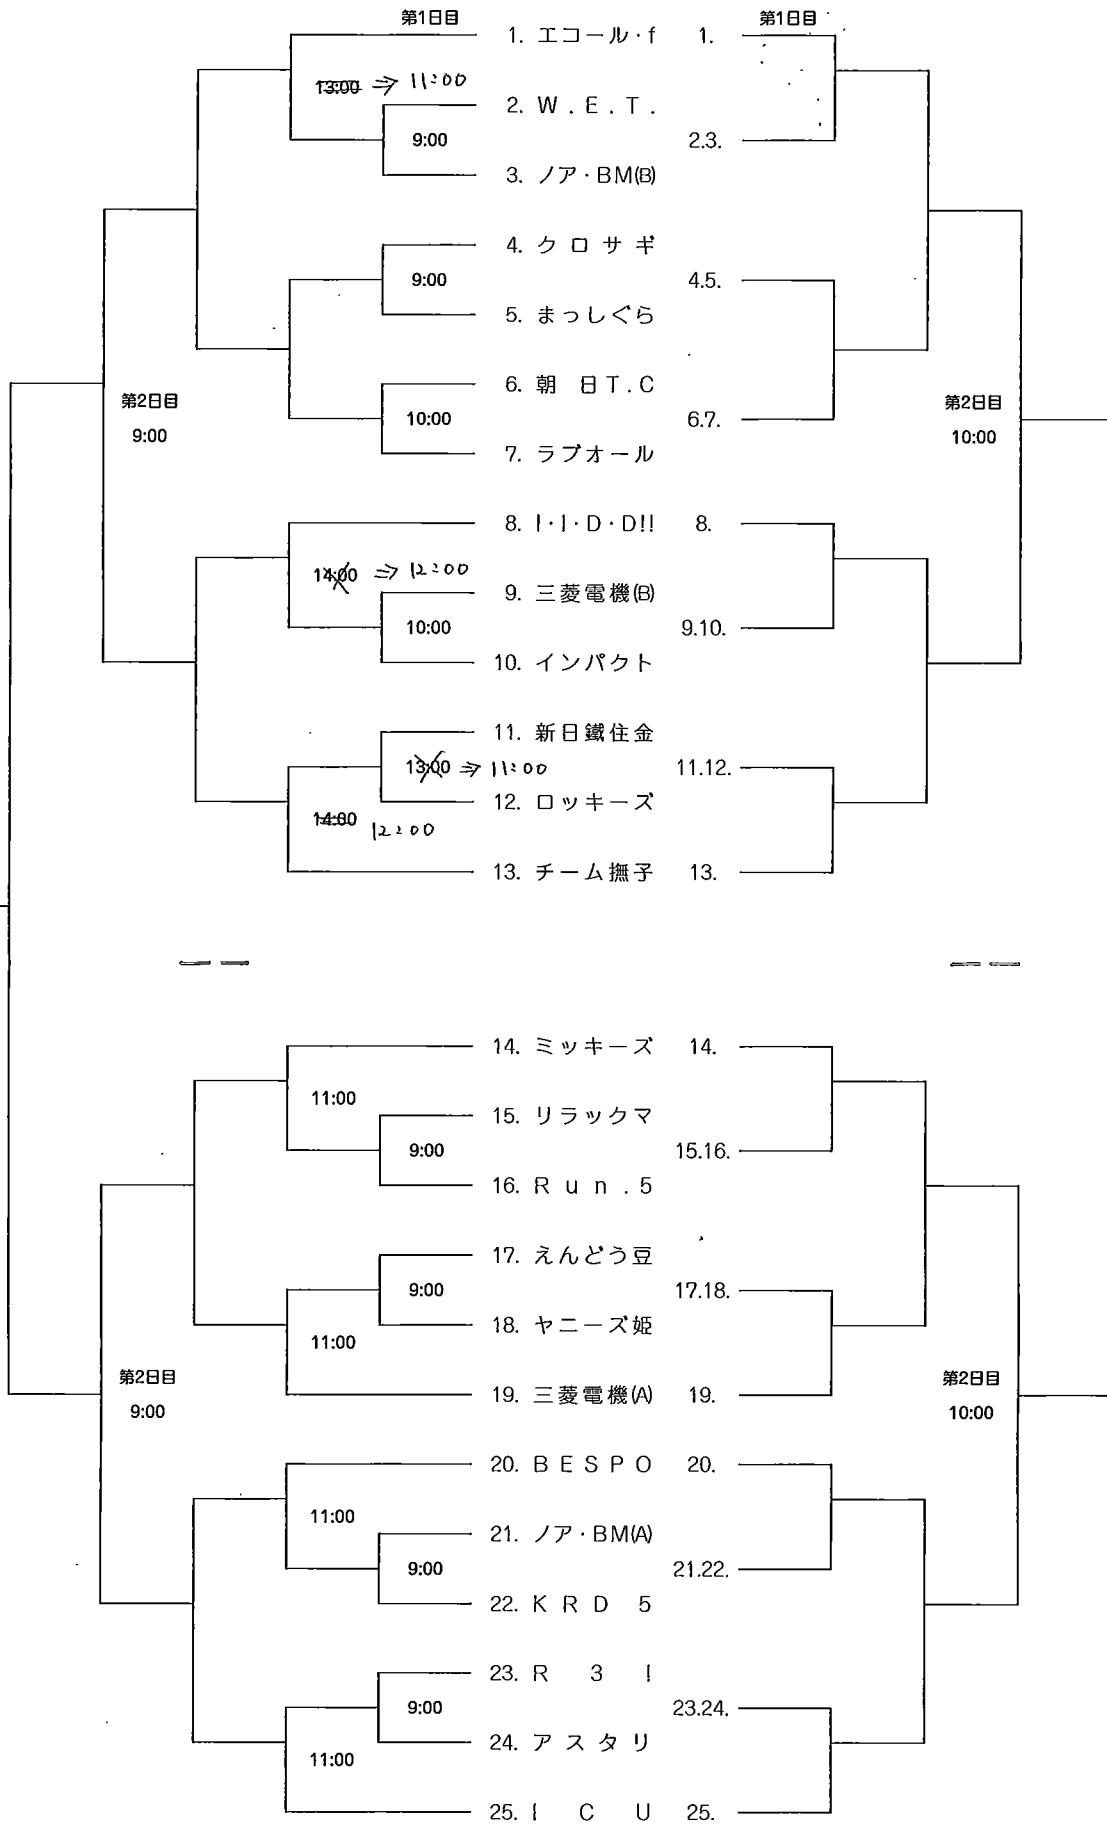 第1日目 第1日目
1. エコール・f 1.
13:00 ⇒ 11:00
2. W.E.T.
9:00 2.3.
3. ノア・BM(B)
4. クロサギ
9:00 4.5.
5. まっしぐら
6. 朝日T.C
第2日目 第2日目
10:00 6.7.
9:00 10:00
7. ラブオール
8. I・I・D・D!! 8.
14:00 ⇒ 12:00
9. 三菱電機(B)
10:00 9.10.
10. インパクト
11. 新日鐵住金
13:00 ⇒ 11:00 11.12.
12. ロッキーズ
14:00 12:00
13. チーム撫子 13.
14. ミッキーズ 14.
11:00
15. リラックマ
9:00 15.16.
16. Run.5
17. えんどう豆
9:00 17.18.
18. ヤニーズ姫
11:00
第2日目 第2日目
19. 三菱電機(A) 19.
9:00 10:00
20. BESPO 20.
11:00
21. ノア・BM(A)
9:00 21.22.
22. KRD 5
23. R 3 !
9:00 23.24.
24. アスタリ
11:00
25. I C U 25.